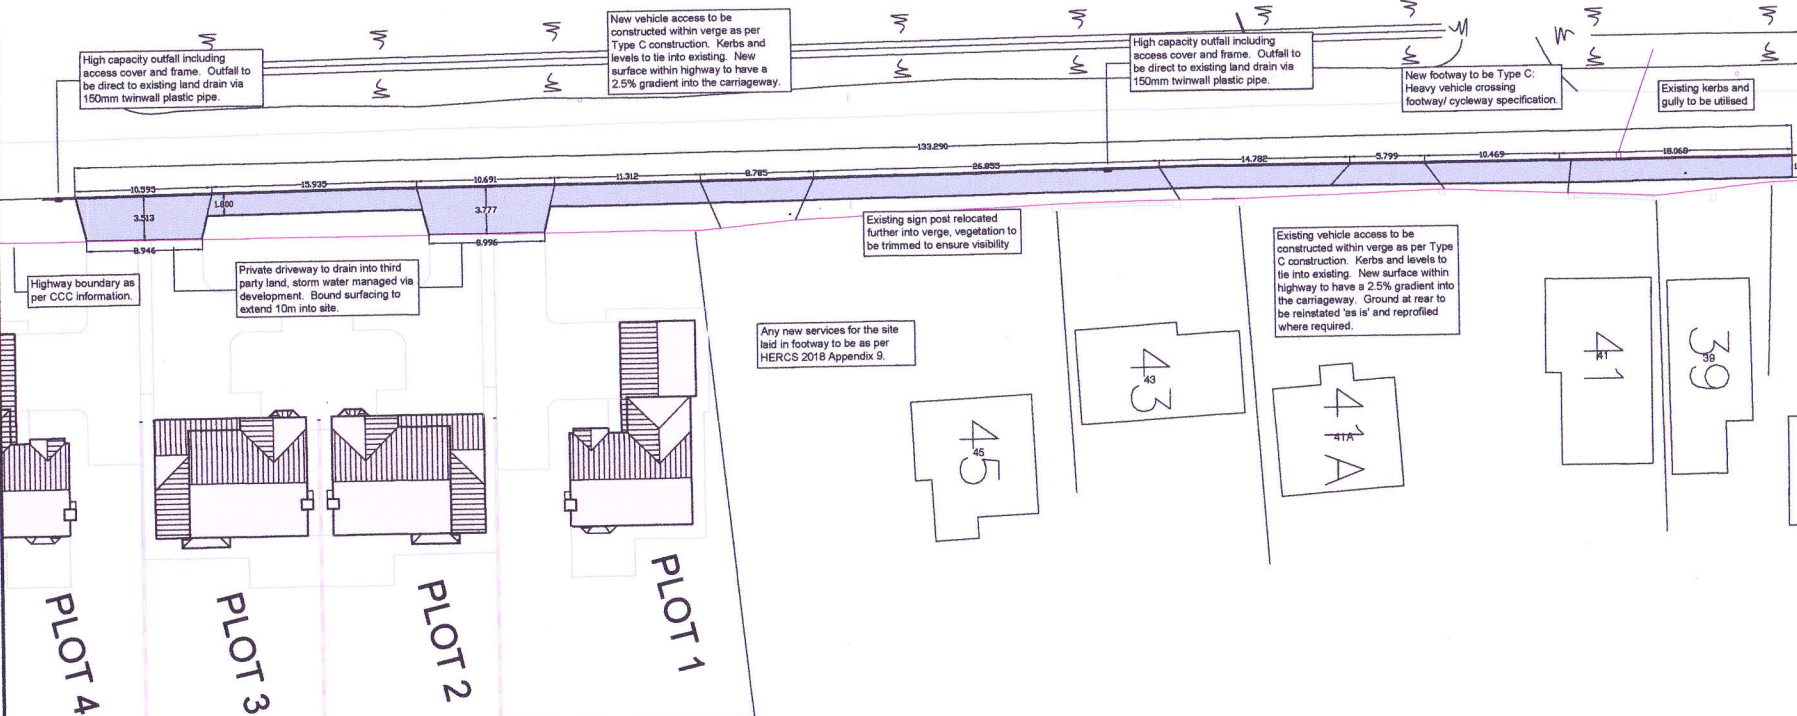 High capacity outfall including
access cover and frame. Outfall to
be direct to existing land drain via
150mm twinwall plastic pipe.
New vehicle access to be
constructed within verge as per
Type C construction. Kerbs and
levels to tie into existing. New
surface within highway to have a
2.5% gradient into the carriageway.
High capacity outfall including
access cover and frame. Outfall to
be direct to existing land drain via
150mm twinwall plastic pipe.
New footway to be Type C:
Heavy vehicle crossing
footway/ cycleway specification.
Existing kerbs and
gully to be utilised
133.290
10.595
15.935
10.691
11.312
8.785
26.855
14.782
5.799
10.469
18.068
3.513
1.800
3.777
8.946
8.996
Highway boundary as
per CCC information.
Private driveway to drain into third
party land, storm water managed via
development. Bound surfacing to
extend 10m into site.
Existing sign post relocated
further into verge, vegetation to
be trimmed to ensure visibility
Existing vehicle access to be
constructed within verge as per Type
C construction. Kerbs and levels to
tie into existing. New surface within
highway to have a 2.5% gradient into
the carriageway. Ground at rear to
be reinstated 'as is' and reprofiled
where required.
Any new services for the site
laid in footway to be as per
HERCS 2018 Appendix 9.
45
45
43
43
41A
41A
41
41
39
39
PLOT 4
PLOT 3
PLOT 2
PLOT 1